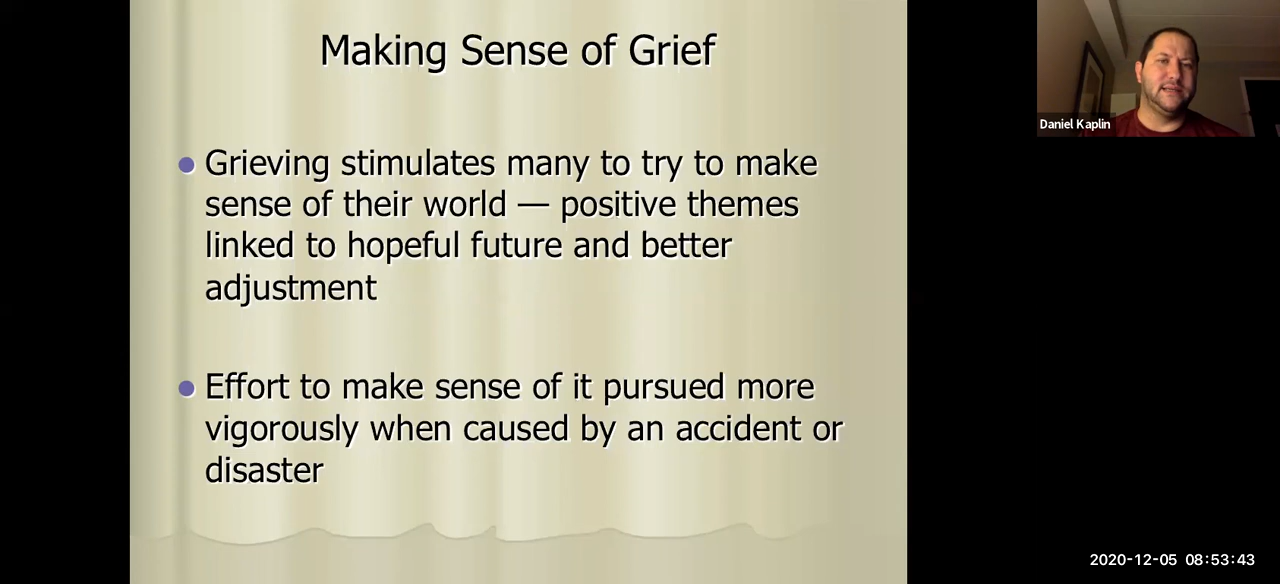 Making Sense of Grief
Grieving stimulates many to try to make
sense of their world — positive themes
linked to hopeful future and better
adjustment
Effort to make sense of it pursued more
vigorously when caused by an accident or
disaster
Daniel Kaplin
2020-12-05 08:53:43